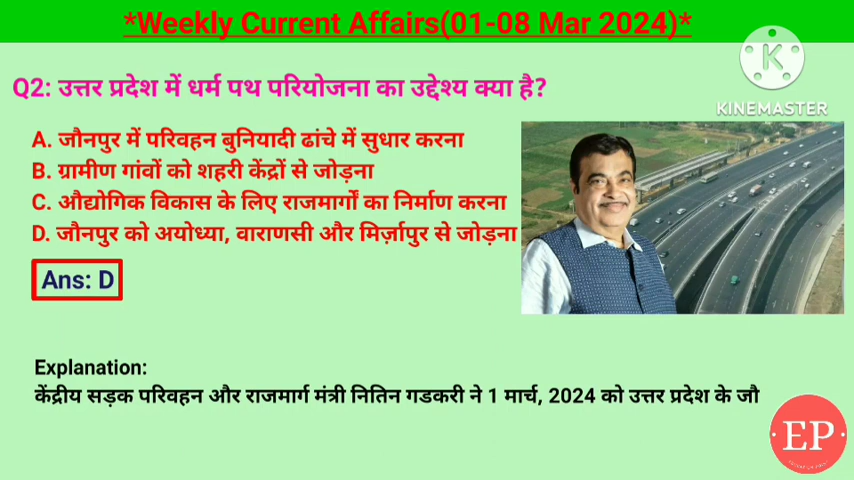 *Weekly Current Affairs(01-08 Mar 2024)*
K
KINEMASTER
Q2: उत्तर प्रदेश में धर्म पथ परियोजना का उद्देश्य क्या है?
A. जौनपुर में परिवहन बुनियादी ढांचे में सुधार करना
B. ग्रामीण गांवों को शहरी केंद्रों से जोड़ना
C. औद्योगिक विकास के लिए राजमार्गों का निर्माण करना
D. जौनपुर को अयोध्या, वाराणसी और मिर्ज़ापुर से जोड़ना
Ans: D
Explanation:
केंद्रीय सड़क परिवहन और राजमार्ग मंत्री नितिन गडकरी ने 1 मार्च, 2024 को उत्तर प्रदेश के जौ
EP